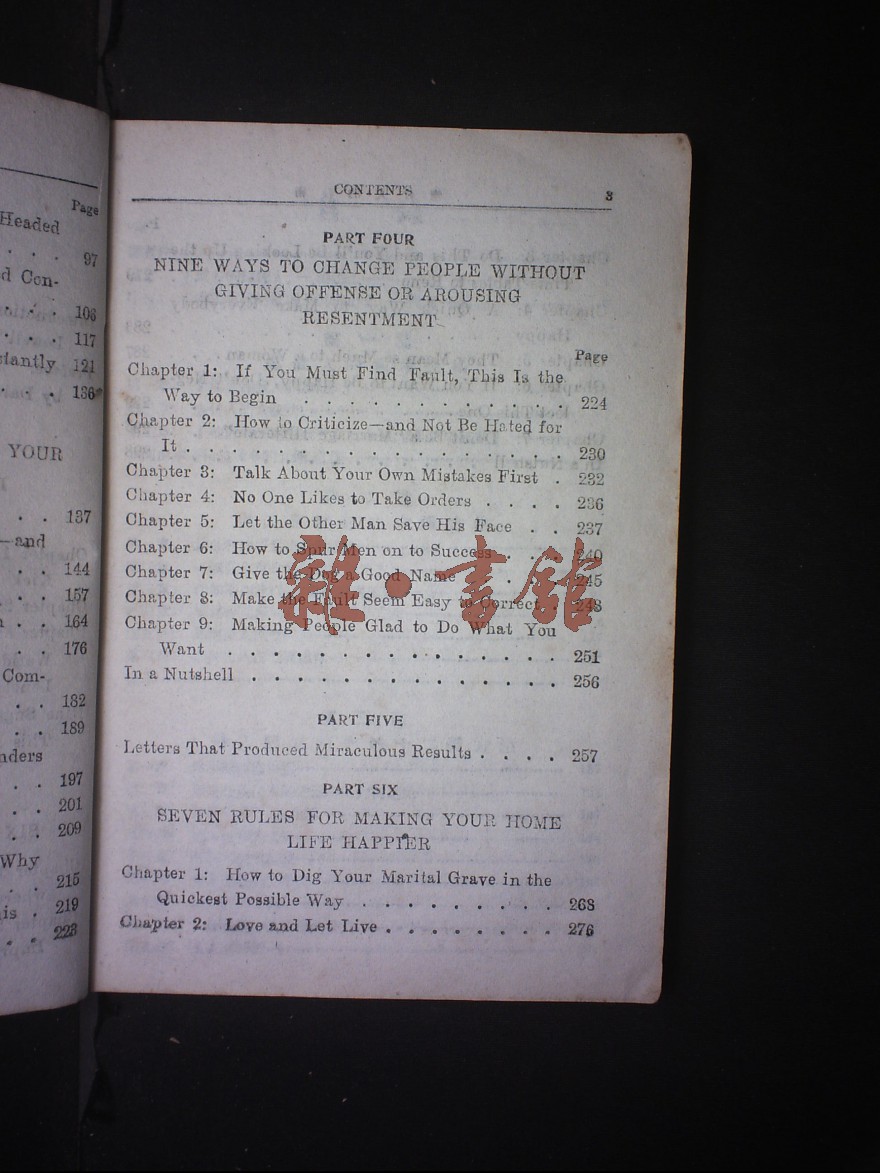 Page
Headed
. . . 97
d Con-
. . . 106
. . 117
stantly 121
. . . 136
YOUR
. . 137
—and
. . 144
. . 157
. . 164
. . 176
Com-
. . 182
. . 189
nders
. . 197
. . 201
. . 209
Why
. . 215
is . 219
. . 223
CONTENTS 3
PART FOUR
NINE WAYS TO CHANGE PEOPLE WITHOUT
GIVING OFFENSE OR AROUSING
RESENTMENT
Page
Chapter 1: If You Must Find Fault, This Is the
Way to Begin . . . . . . . . . . . . 224
Chapter 2: How to Criticize—and Not Be Hated for
It . . . . . . . . . . . . . . . . 230
Chapter 3: Talk About Your Own Mistakes First . 232
Chapter 4: No One Likes to Take Orders . . . . 236
Chapter 5: Let the Other Man Save His Face . . 237
Chapter 6: How to Spur Men on to Success . . . 240
Chapter 7: Give the Dog a Good Name . . . . 245
Chapter 8: Make the Fault Seem Easy to Correct . 248
Chapter 9: Making People Glad to Do What You
Want . . . . . . . . . . . . . . . 251
In a Nutshell . . . . . . . . . . . . . . 256
PART FIVE
Letters That Produced Miraculous Results . . . . 257
PART SIX
SEVEN RULES FOR MAKING YOUR HOME
LIFE HAPPIER
Chapter 1: How to Dig Your Marital Grave in the
Quickest Possible Way . . . . . . . . . 268
Chapter 2: Love and Let Live . . . . . . . . 276
雜·書館